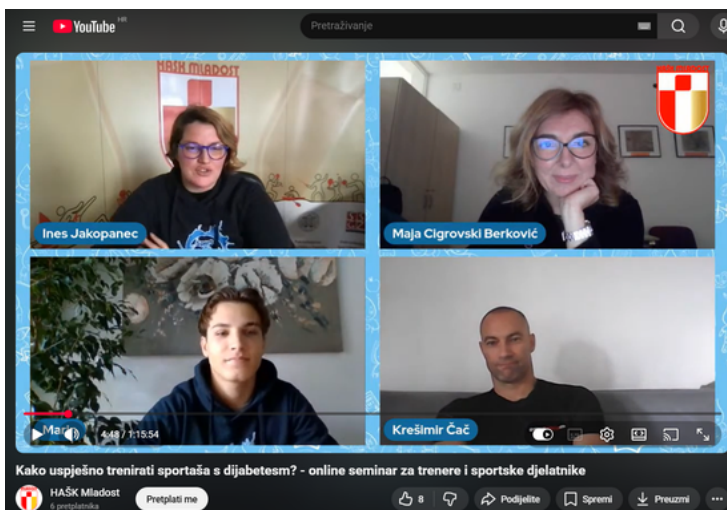 YouTube HR
Pretraživanje
HAŠK MLADOST
HAŠK MLADOST
Ines Jakopanec
Maja Cigrovski Berković
Krešimir Čač
4:48 / 1:15:54
Kako uspješno trenirati sportaša s dijabetesm? - online seminar za trenere i sportske djelatnike
HAŠK Mladost
6 pretplatnika
Pretplati me
8
Podijelite
Spremi
Preuzmi